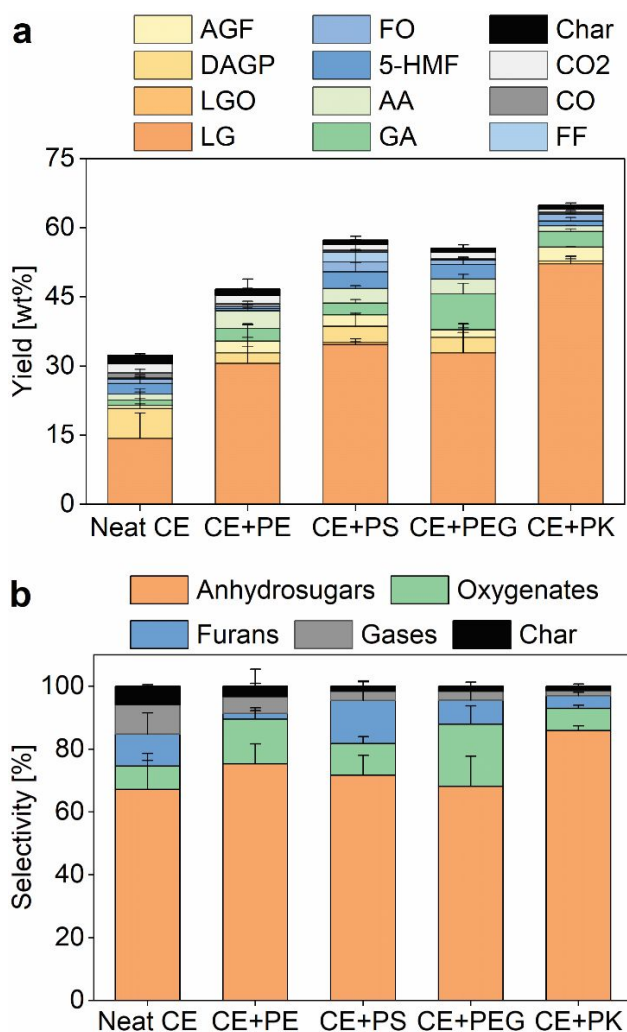 a
AGF FO Char
DAGP 5-HMF CO2
LGO AA CO
LG GA FF
75
60
45
30
15
0
Yield [wt%]
Neat CE CE+PE CE+PS CE+PEG CE+PK
b
Anhydrosugars Oxygenates
Furans Gases Char
100
80
60
40
20
0
Selectivity [%]
Neat CE CE+PE CE+PS CE+PEG CE+PK